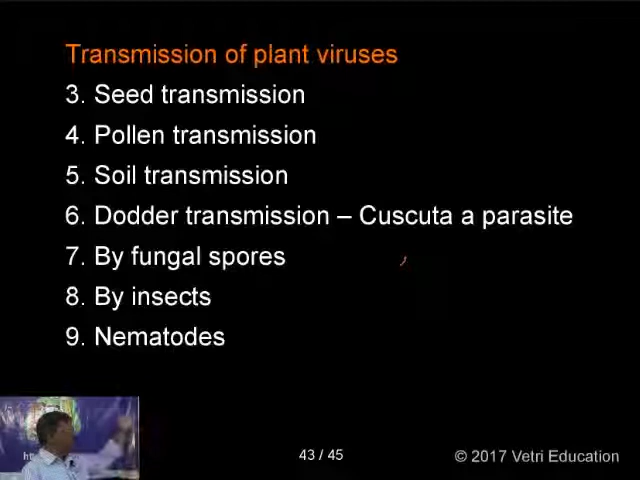 Transmission of plant viruses
3. Seed transmission
4. Pollen transmission
5. Soil transmission
6. Dodder transmission – Cuscuta a parasite
7. By fungal spores
8. By insects
9. Nematodes
43 / 45
© 2017 Vetri Education